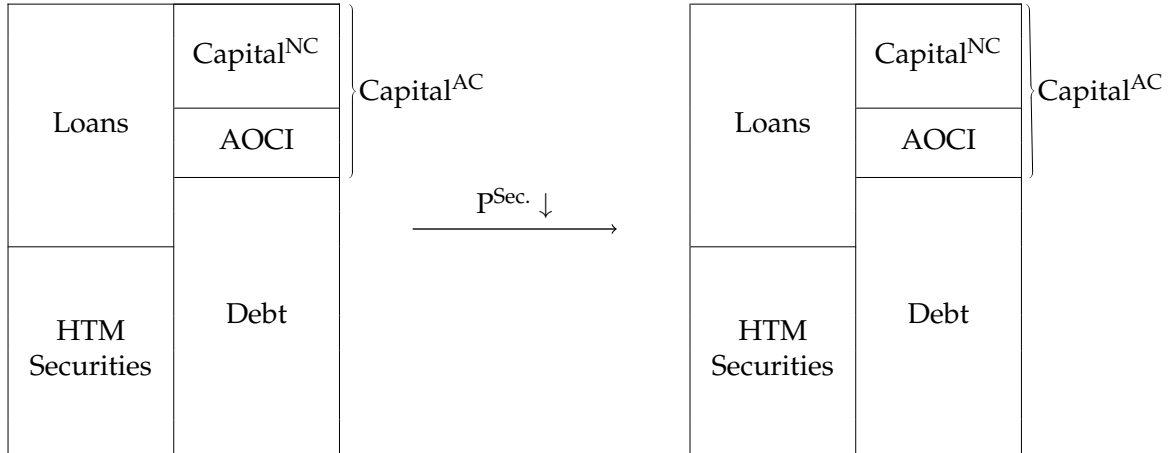 Loans
HTM
Securities
Capital^NC
AOCI
Debt
Capital^AC
P^Sec. ↓
Loans
HTM
Securities
Capital^NC
AOCI
Debt
Capital^AC